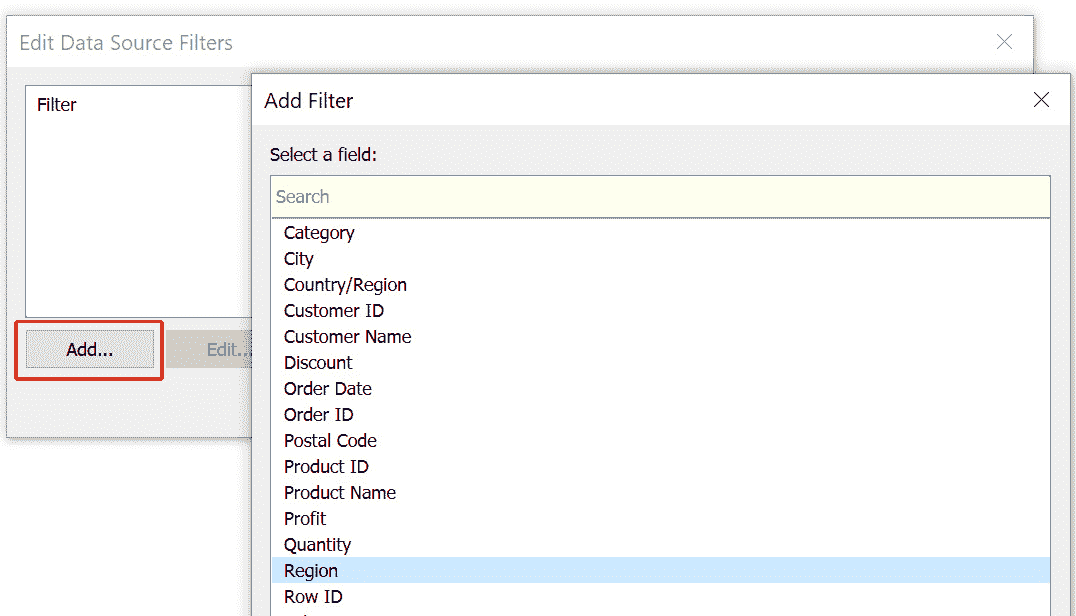 Edit Data Source Filters
Filter
Add...
Edit...
Add Filter
Select a field:
Search
Category
City
Country/Region
Customer ID
Customer Name
Discount
Order Date
Order ID
Postal Code
Product ID
Product Name
Profit
Quantity
Region
Row ID